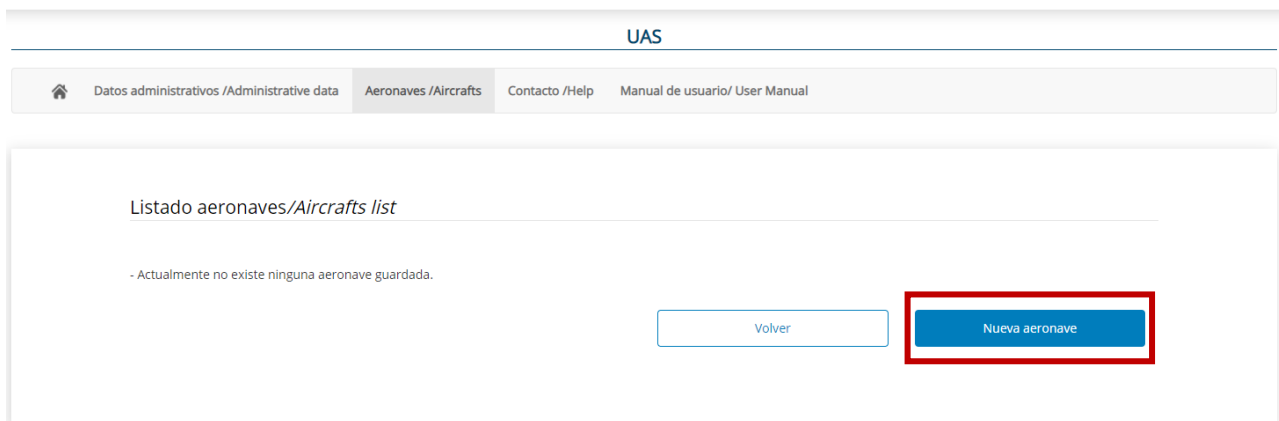 UAS
Datos administrativos /Administrative data Aeronaves /Aircrafts Contacto /Help Manual de usuario/ User Manual
Listado aeronaves/Aircrafts list
- Actualmente no existe ninguna aeronave guardada.
Volver Nueva aeronave